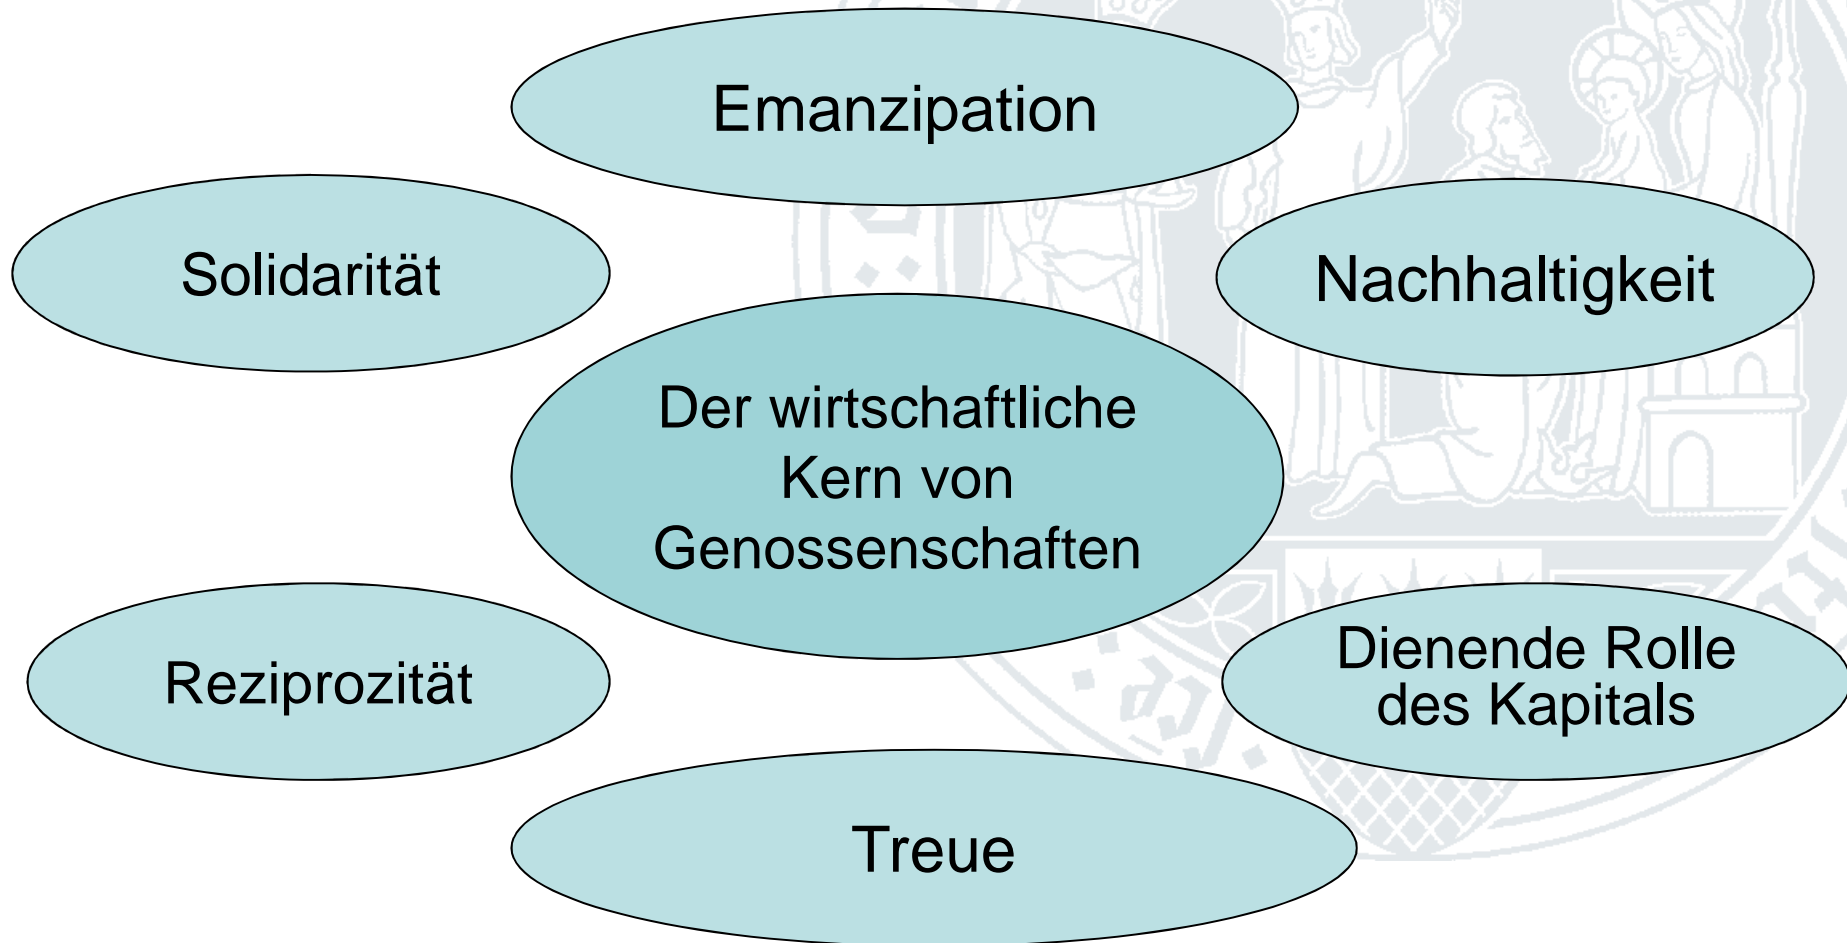 Emanzipation
Solidarität
Nachhaltigkeit
Der wirtschaftliche
Kern von
Genossenschaften
Reziprozität
Dienende Rolle
des Kapitals
Treue